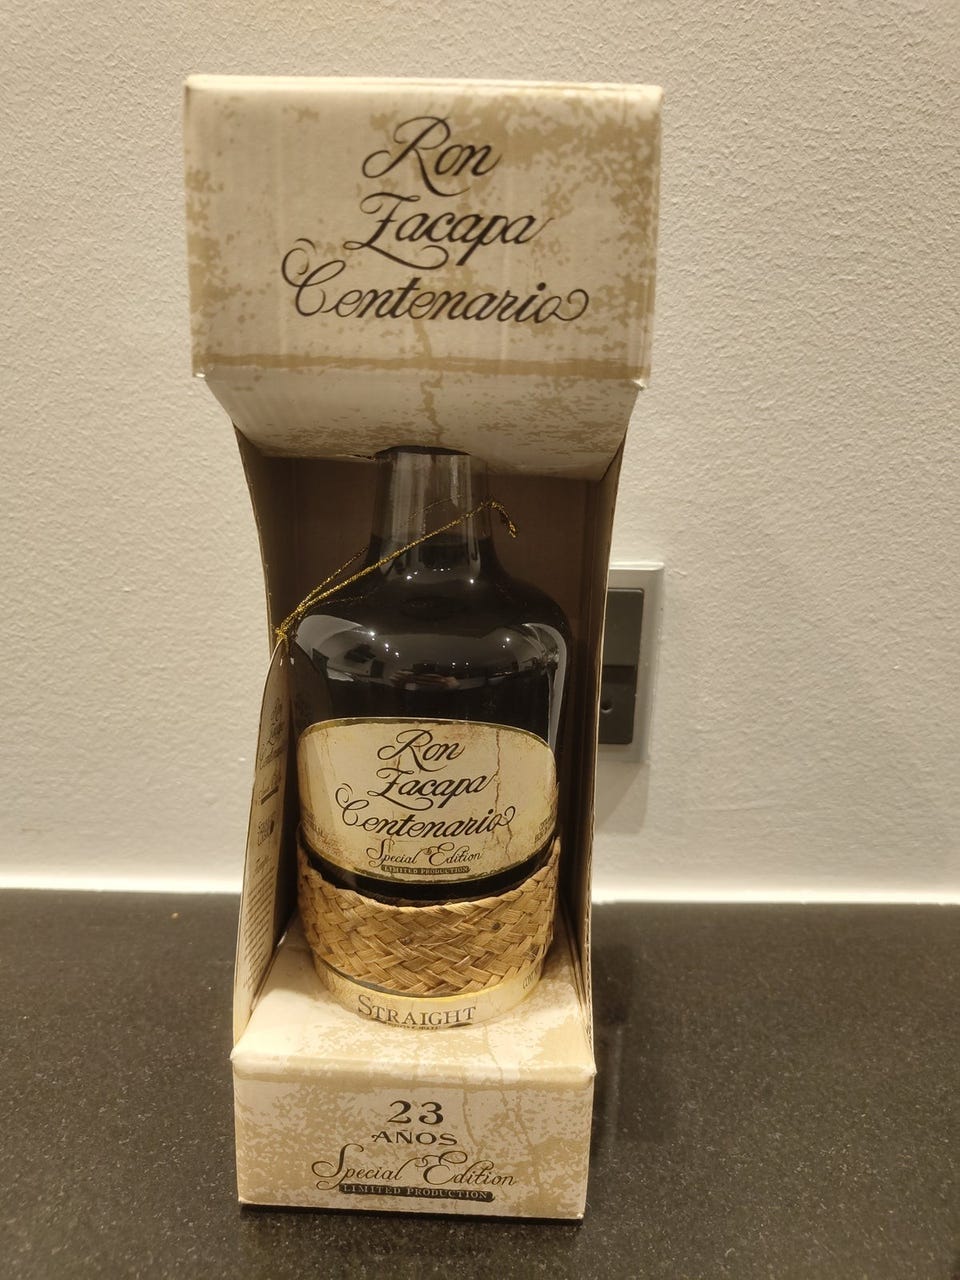 Ron
Zacapa
Centenario
Ron
Zacapa
Centenario
Special Edition
LIMITED PRODUCTION
STRAIGHT
23
AÑOS
Special Edition
LIMITED PRODUCTION